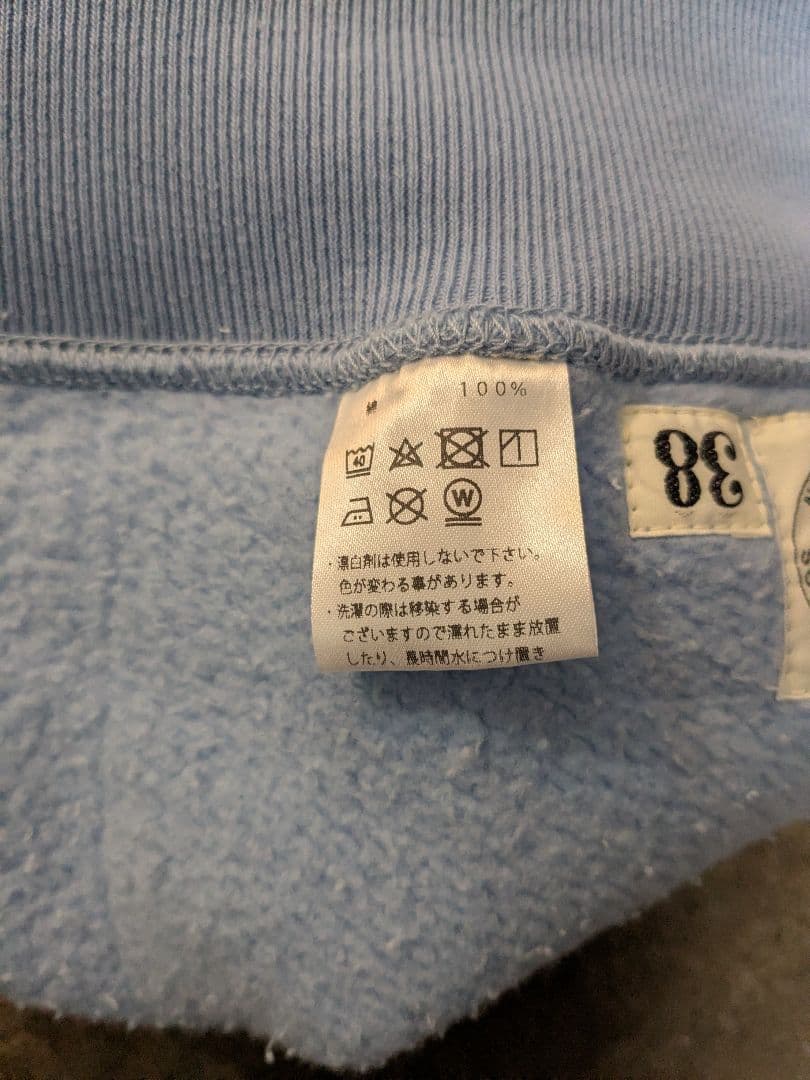 綿 100%
40
W
・漂白剤は使用しないで下さい。
色が変わる事があります。
・洗濯の際は移染する場合が
ございますので濡れたまま放置
したり、長時間水につけ置き
38